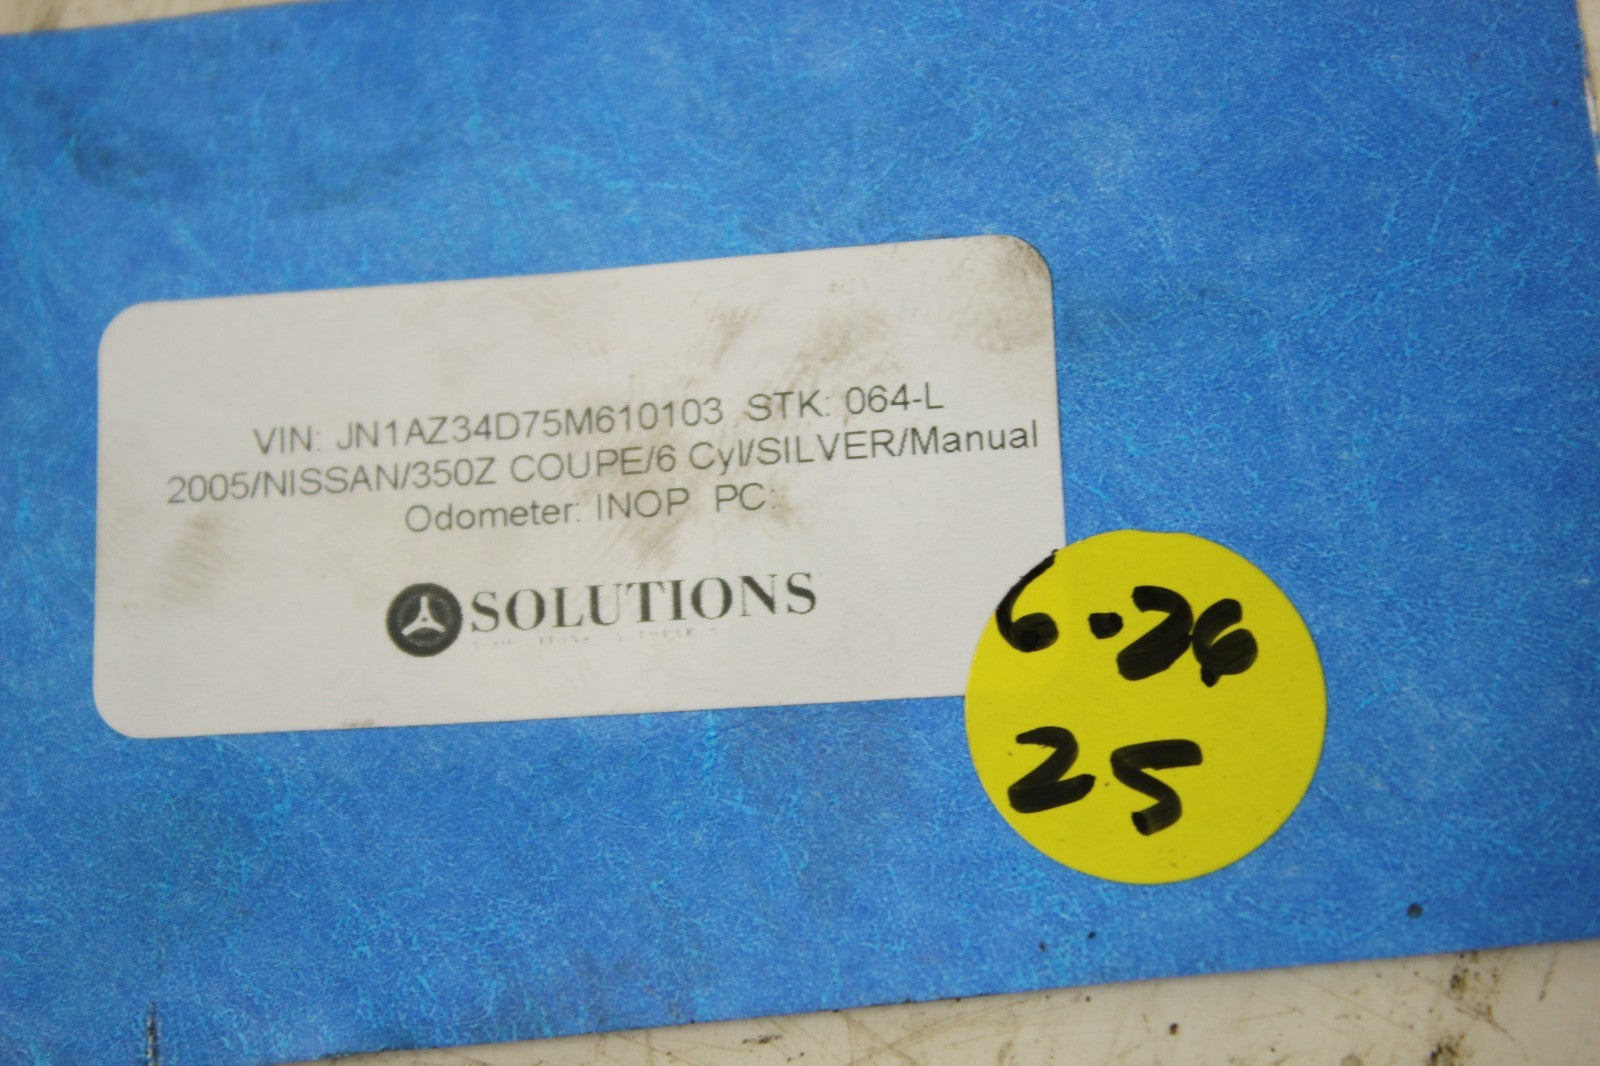 VIN: JN1AZ34D75M610103 STK: 064-L
2005/NISSAN/350Z COUPE/6 Cyl/SILVER/Manual
Odometer: INOP PC:
SOLUTIONS
6.26
25